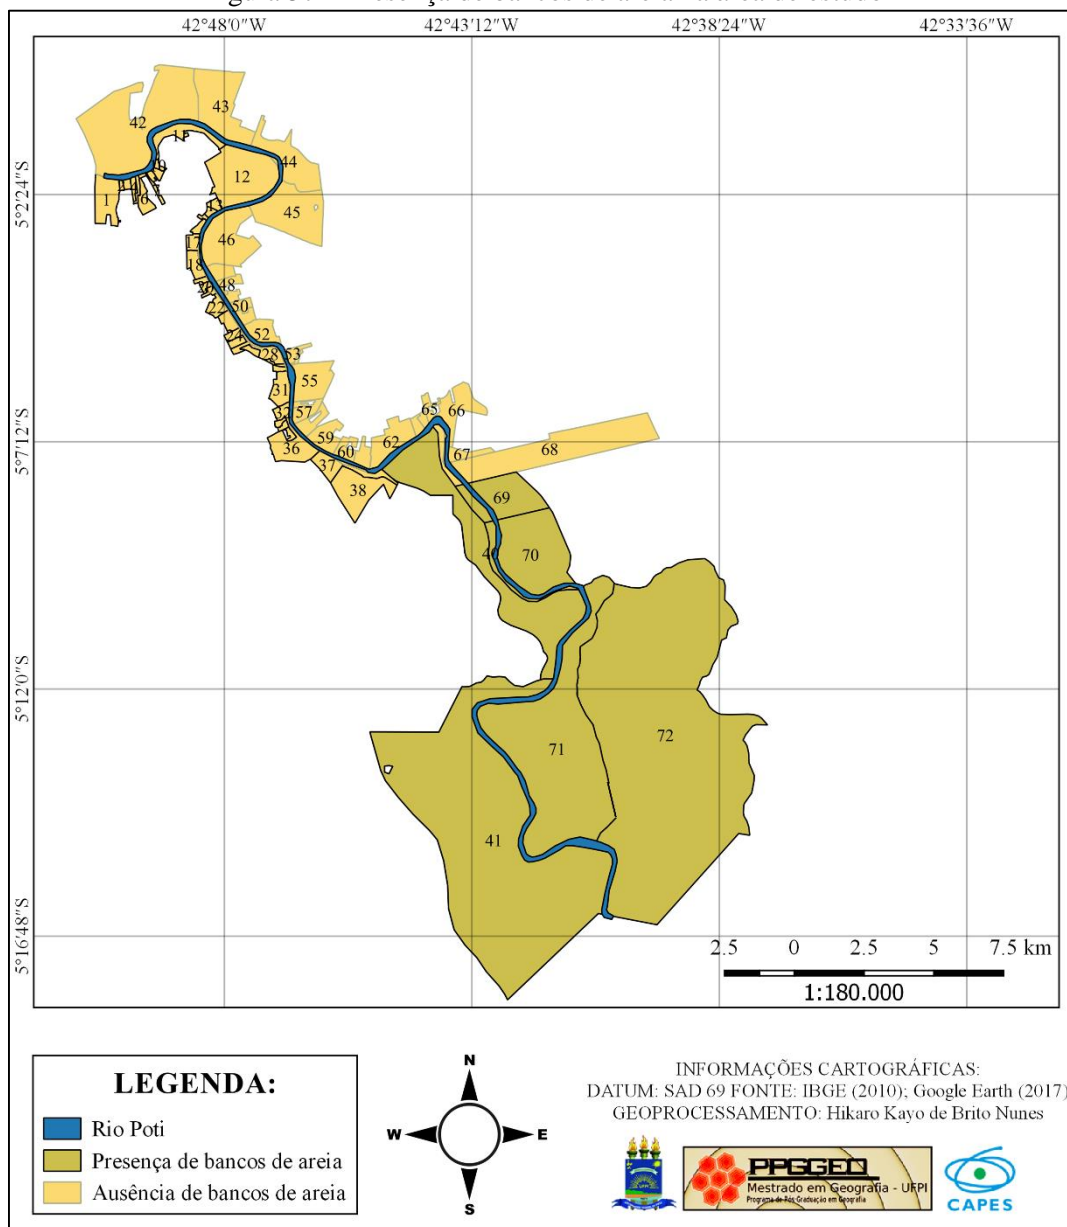 42°48′0″W 42°43′12″W 42°38′24″W 42°33′36″W
5°2′24″S
5°7′12″S
5°12′0″S
5°16′48″S
43
42
44
12
1
6
45
46
17
18
48
50
22
24
52
28
53
31
55
57
36
59
60
37
38
62
65
66
67
68
69
70
71
72
41
2.5 0 2.5 5 7.5 km
1:180.000
LEGENDA:
Rio Poti
Presença de bancos de areia
Ausência de bancos de areia
N
W
E
S
INFORMAÇÕES CARTOGRÁFICAS:
DATUM: SAD 69 FONTE: IBGE (2010); Google Earth (2017)
GEOPROCESSAMENTO: Hikaro Kayo de Brito Nunes
PPGGEO
Mestrado em Geografia - UFPI
Programa de Pós-Graduação em Geografia
CAPES